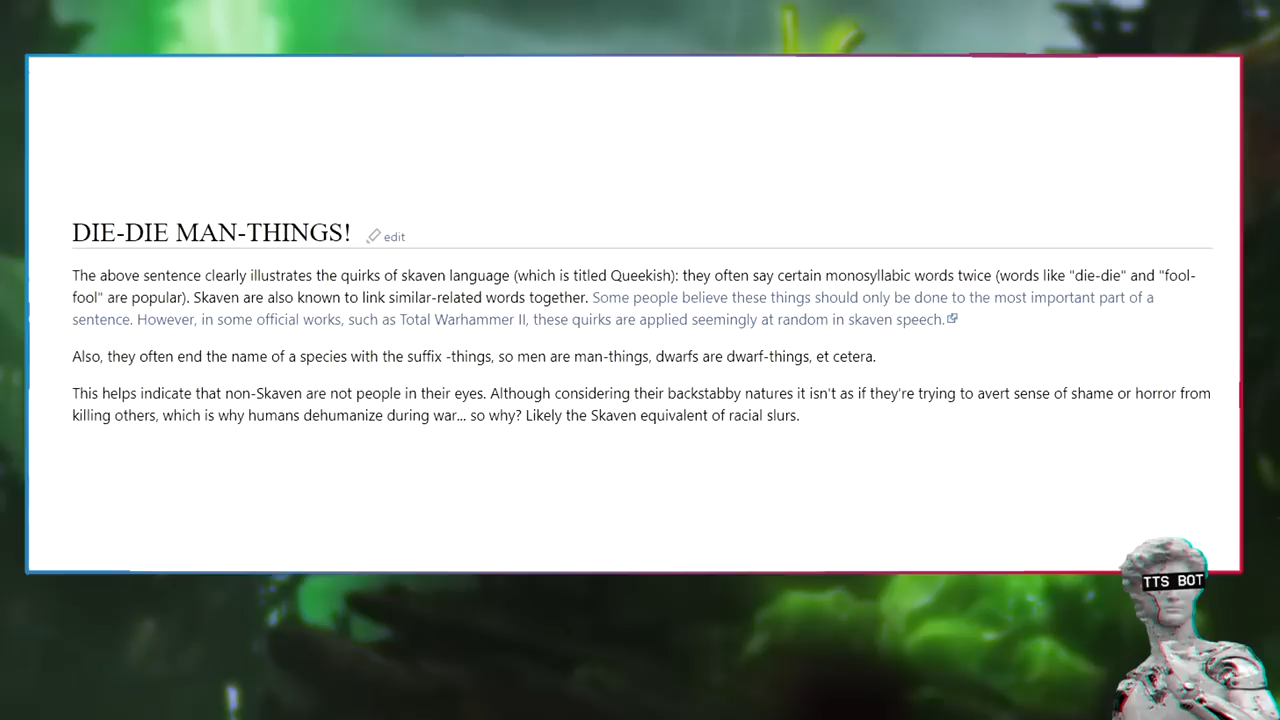 DIE-DIE MAN-THINGS! edit
The above sentence clearly illustrates the quirks of skaven language (which is titled Queekish): they often say certain monosyllabic words twice (words like "die-die" and "fool-
fool" are popular). Skaven are also known to link similar-related words together. Some people believe these things should only be done to the most important part of a
sentence. However, in some official works, such as Total Warhammer II, these quirks are applied seemingly at random in skaven speech.
Also, they often end the name of a species with the suffix -things, so men are man-things, dwarfs are dwarf-things, et cetera.
This helps indicate that non-Skaven are not people in their eyes. Although considering their backstabby natures it isn't as if they're trying to avert sense of shame or horror from
killing others, which is why humans dehumanize during war... so why? Likely the Skaven equivalent of racial slurs.
TTS BOT